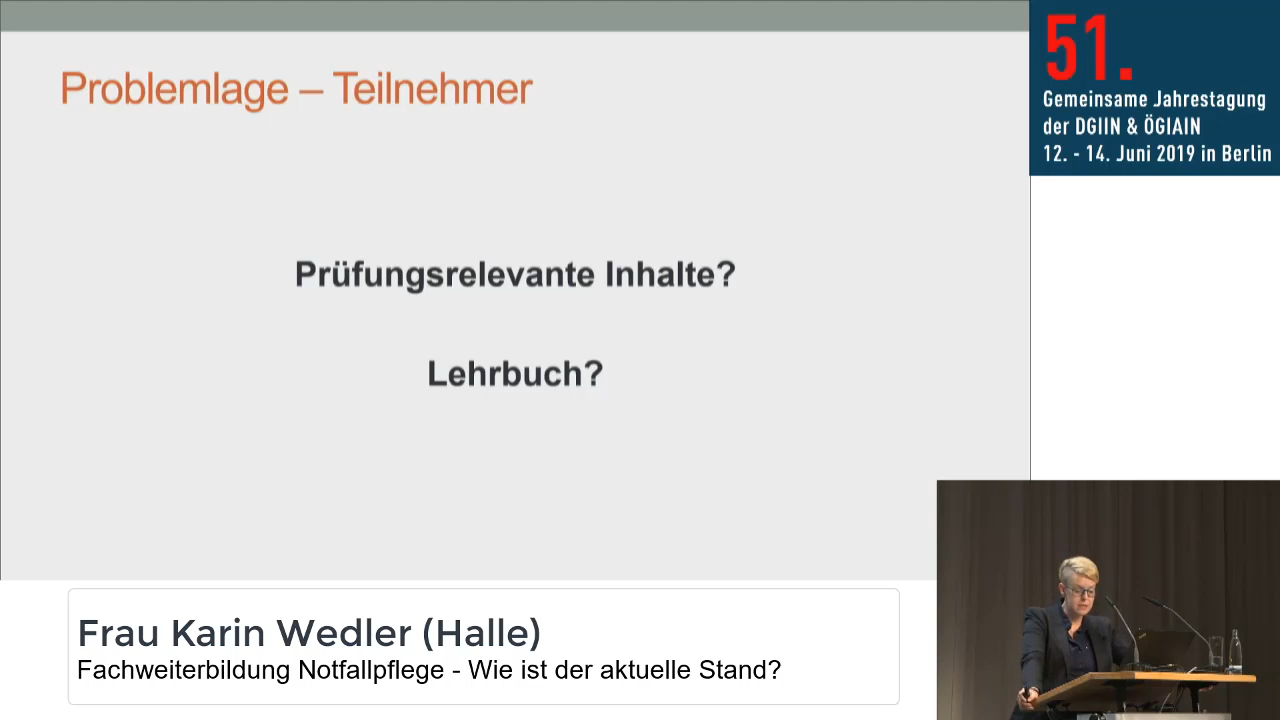 Problemlage – Teilnehmer
Prüfungsrelevante Inhalte?
Lehrbuch?
51.
Gemeinsame Jahrestagung
der DGIIN & ÖGIAIN
12. - 14. Juni 2019 in Berlin
Frau Karin Wedler (Halle)
Fachweiterbildung Notfallpflege - Wie ist der aktuelle Stand?